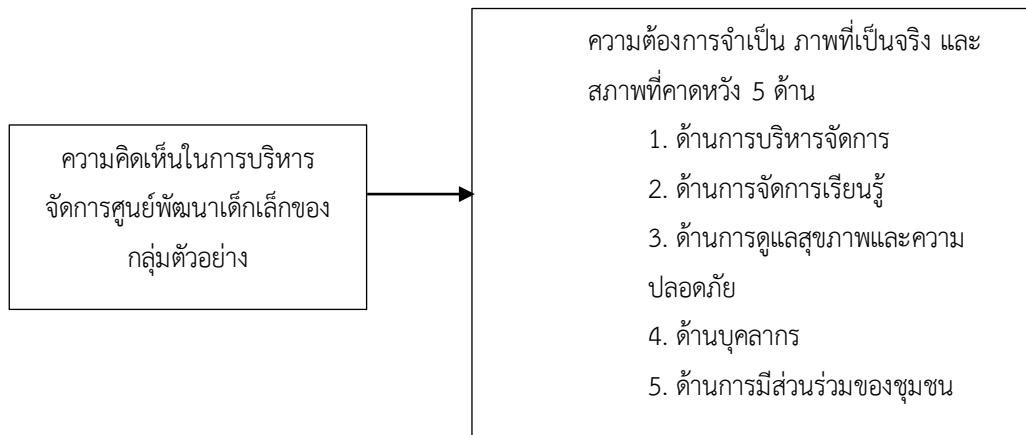 ความคิดเห็นในการบริหาร
จัดการศูนย์พัฒนาเด็กเล็กของ
กลุ่มตัวอย่าง
ความต้องการจำเป็น ภาพที่เป็นจริง และ
สภาพที่คาดหวัง 5 ด้าน
1. ด้านการบริหารจัดการ
2. ด้านการจัดการเรียนรู้
3. ด้านการดูแลสุขภาพและความ
ปลอดภัย
4. ด้านบุคลากร
5. ด้านการมีส่วนร่วมของชุมชน